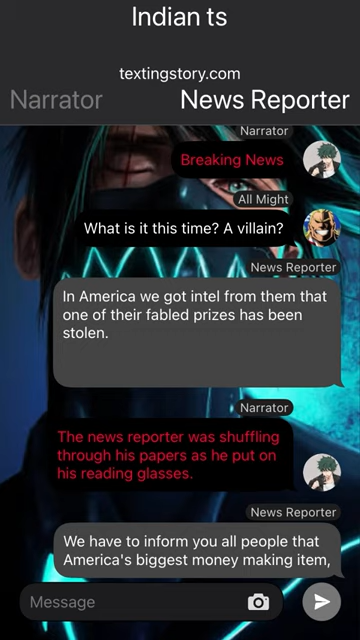 Indian ts
textingstory.com
Narrator
News Reporter
Narrator
Breaking News
All Might
What is it this time? A villain?
News Reporter
In America we got intel from them that
one of their fabled prizes has been
stolen.
Narrator
The news reporter was shuffling
through his papers as he put on
his reading glasses.
News Reporter
We have to inform you all people that
America's biggest money making item,
Message